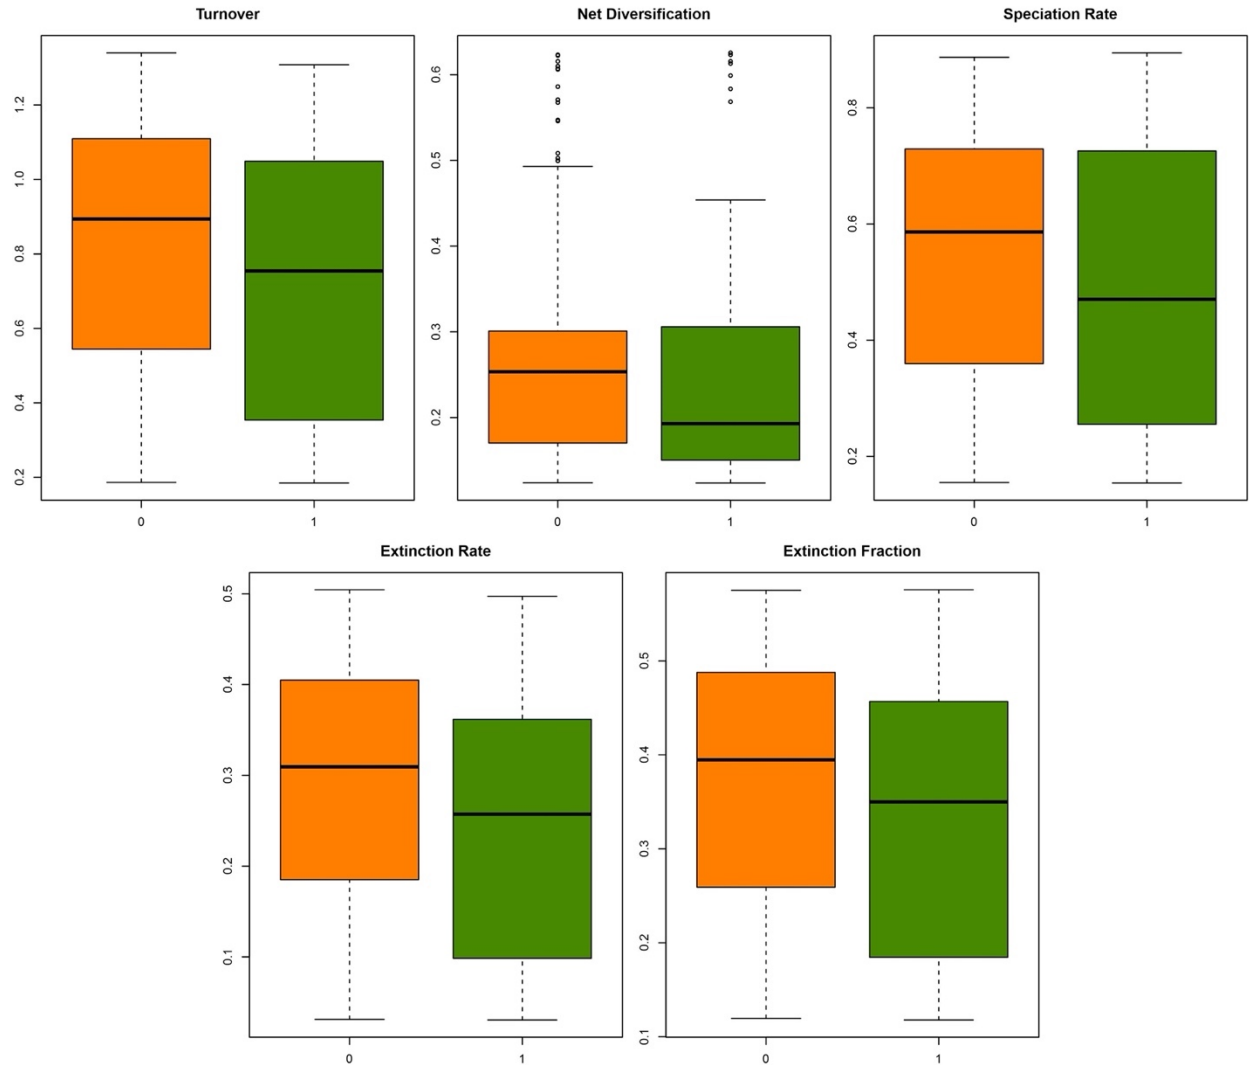 Turnover
Net Diversification
Speciation Rate
0.2 0.4 0.6 0.8 1.0 1.2
0 1
0.2 0.3 0.4 0.5 0.6
0 1
0.2 0.4 0.6 0.8
0 1
Extinction Rate
Extinction Fraction
0.1 0.2 0.3 0.4 0.5
0 1
0.1 0.2 0.3 0.4 0.5
0 1